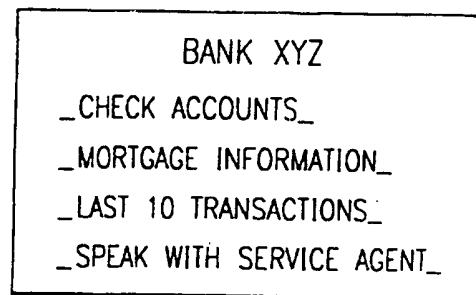 BANK XYZ
_CHECK ACCOUNTS_
_MORTGAGE INFORMATION_
_LAST 10 TRANSACTIONS_
_SPEAK WITH SERVICE AGENT_